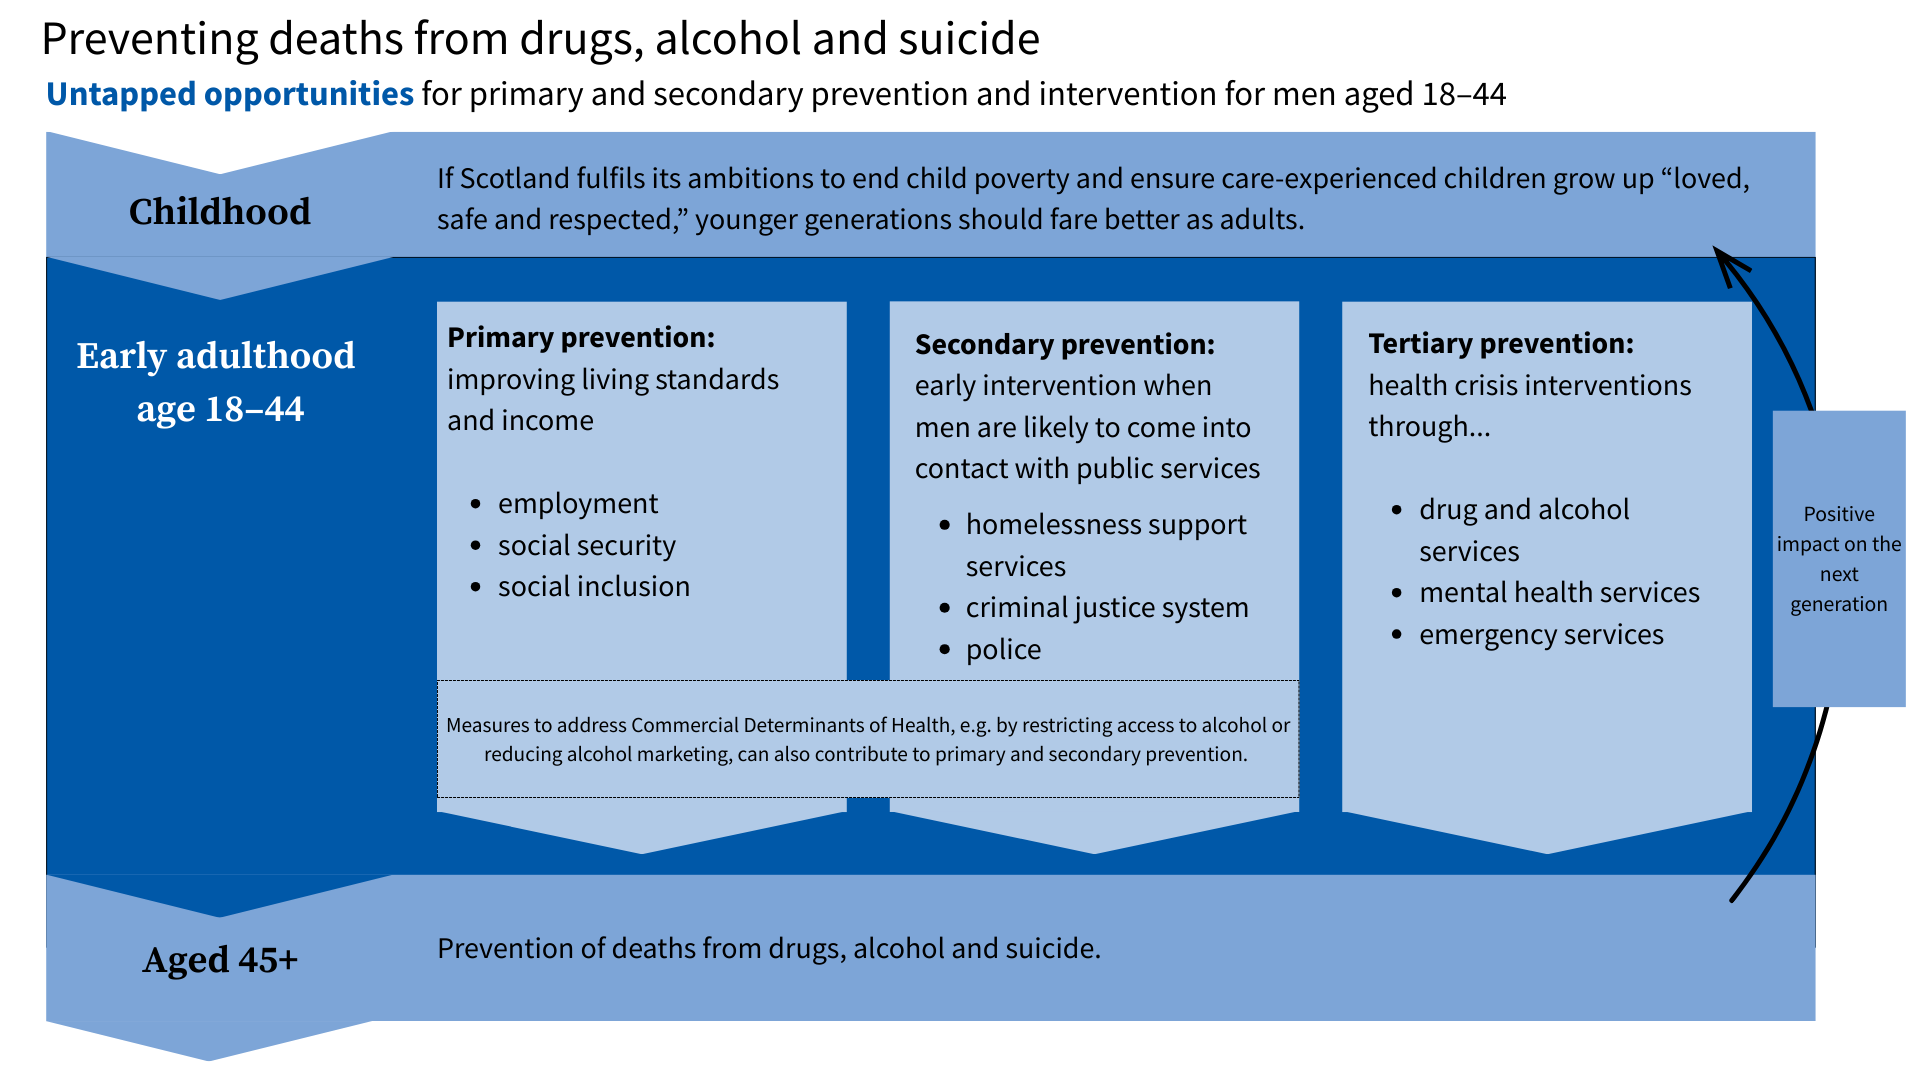 Preventing deaths from drugs, alcohol and suicide
Untapped opportunities for primary and secondary prevention and intervention for men aged 18–44
Childhood
If Scotland fulfils its ambitions to end child poverty and ensure care-experienced children grow up “loved,
safe and respected,” younger generations should fare better as adults.
Early adulthood
age 18–44
Primary prevention:
improving living standards
and income
• employment
• social security
• social inclusion
Secondary prevention:
early intervention when
men are likely to come into
contact with public services
• homelessness support
services
• criminal justice system
• police
Measures to address Commercial Determinants of Health, e.g. by restricting access to alcohol or
reducing alcohol marketing, can also contribute to primary and secondary prevention.
Tertiary prevention:
health crisis interventions
through...
• drug and alcohol
services
• mental health services
• emergency services
Positive
impact on the
next
generation
Aged 45+
Prevention of deaths from drugs, alcohol and suicide.